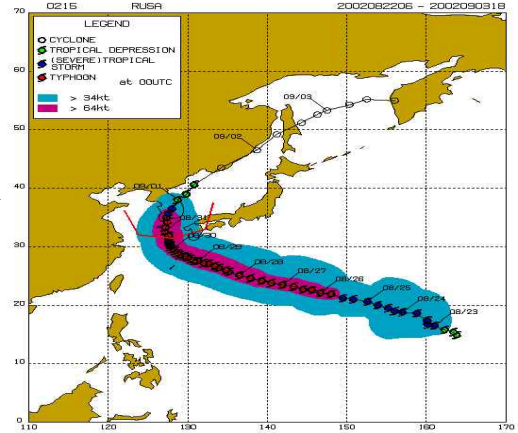 0215 RUSA 2002082206 - 2002090318
LEGEND
CYCLONE
TROPICAL DEPRESSION
(SEVERE)TROPICAL
STORM
TYPHOON at 00UTC
> 34kt
> 64kt
70
60
50
40
30
20
10
0
09/03
09/02
09/01
08/31
08/30
08/29
08/28
08/27
08/26
08/25
08/24
08/23
110 120 130 140 150 160 170